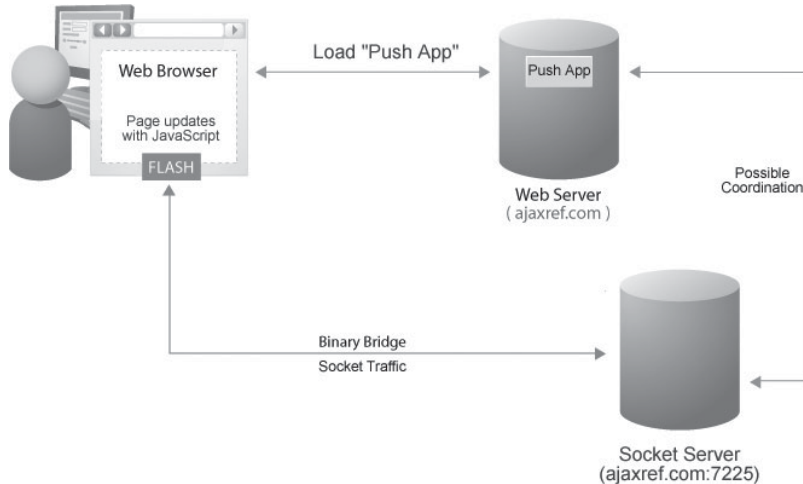 Web Browser
Page updates
with JavaScript
FLASH
Load "Push App"
Push App
Web Server
( ajaxref.com )
Possible
Coordination
Binary Bridge
Socket Traffic
Socket Server
(ajaxref.com:7225)